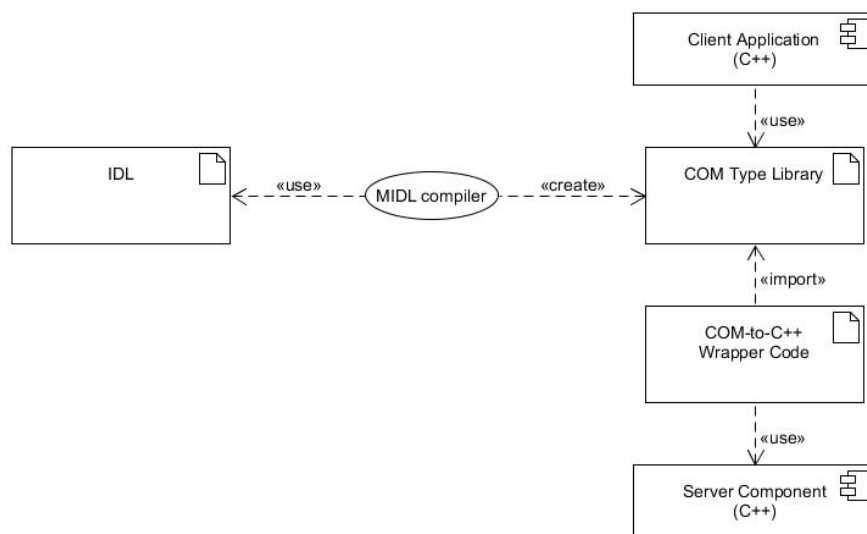 Client Application
(C++)
«use»
IDL
«use»
MIDL compiler
«create»
COM Type Library
«import»
COM-to-C++
Wrapper Code
«use»
Server Component
(C++)